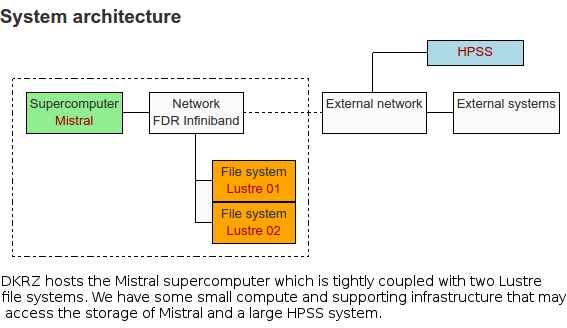 System architecture
HPSS
Supercomputer
Mistral
Network
FDR Infiniband
External network
External systems
File system
Lustre 01
File system
Lustre 02
DKRZ hosts the Mistral supercomputer which is tightly coupled with two Lustre
file systems. We have some small compute and supporting infrastructure that may
access the storage of Mistral and a large HPSS system.